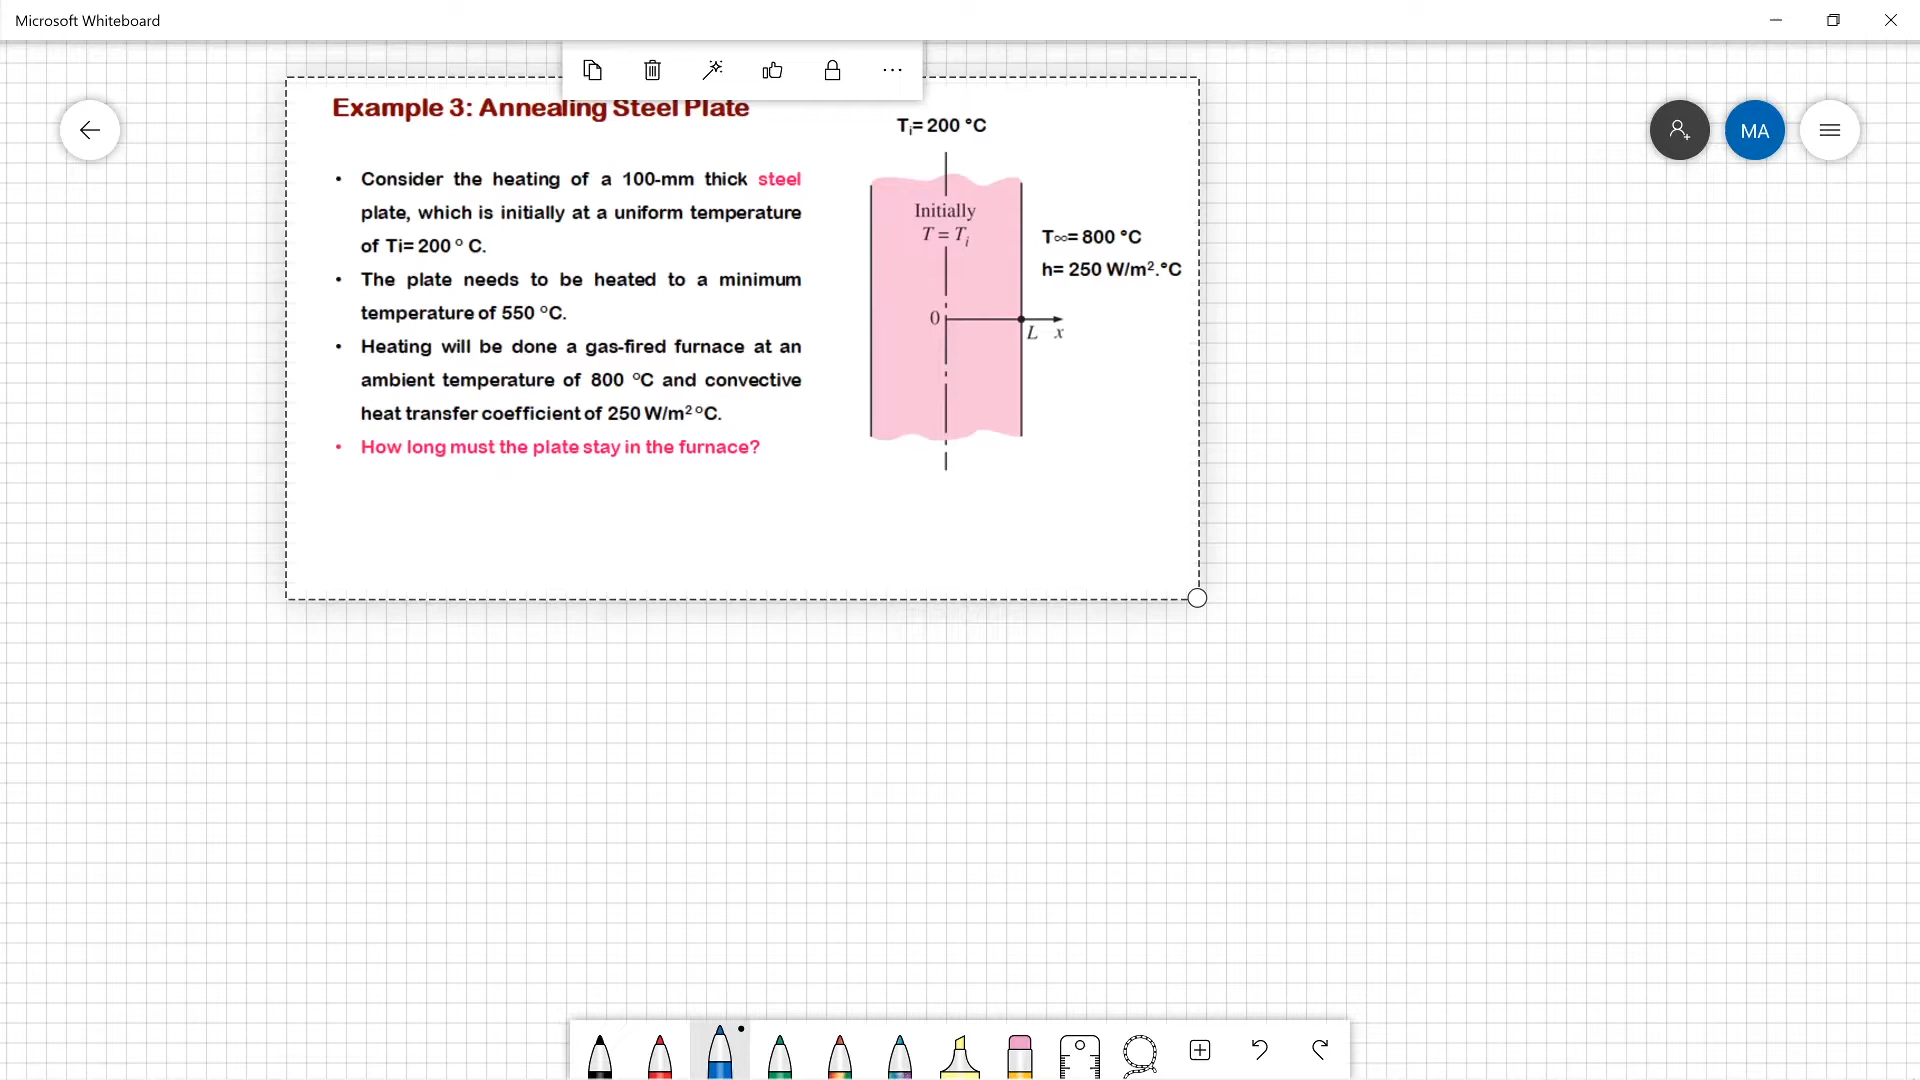 Microsoft Whiteboard
Example 3: Annealing Steel Plate
• Consider the heating of a 100-mm thick steel
plate, which is initially at a uniform temperature
of Ti= 200 ° C.
• The plate needs to be heated to a minimum
temperature of 550 °C.
• Heating will be done a gas-fired furnace at an
ambient temperature of 800 °C and convective
heat transfer coefficient of 250 W/m² °C.
• How long must the plate stay in the furnace?
Tᵢ= 200 °C
Initially
T = Tᵢ
T∞= 800 °C
h= 250 W/m².°C
0
L x
MA